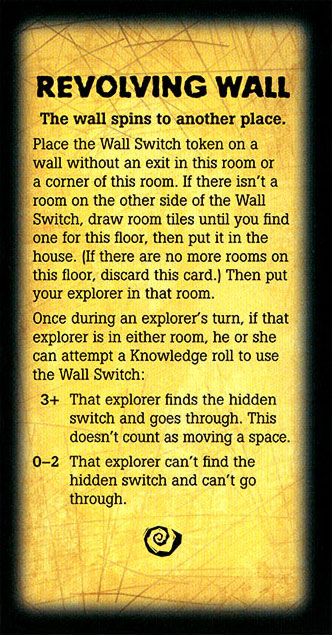 REVOLVING WALL
The wall spins to another place.
Place the Wall Switch token on a
wall without an exit in this room or
a corner of this room. If there isn't a
room on the other side of the Wall
Switch, draw room tiles until you find
one for this floor, then put it in the
house. (If there are no more rooms on
this floor, discard this card.) Then put
your explorer in that room.
Once during an explorer's turn, if that
explorer is in either room, he or she
can attempt a Knowledge roll to use
the Wall Switch:
3+ That explorer finds the hidden
switch and goes through. This
doesn't count as moving a space.
0–2 That explorer can't find the
hidden switch and can't go
through.